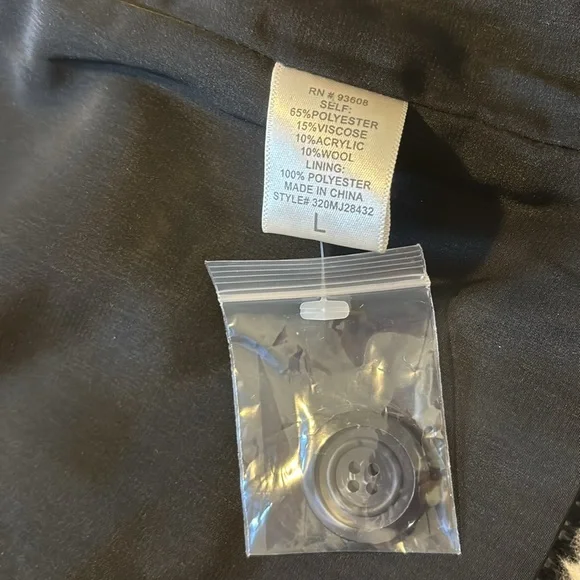 RN # 93608
SELF:
65%POLYESTER
15%VISCOSE
10%ACRYLIC
10%WOOL
LINING:
100% POLYESTER
MADE IN CHINA
STYLE# 320MJ28432
L